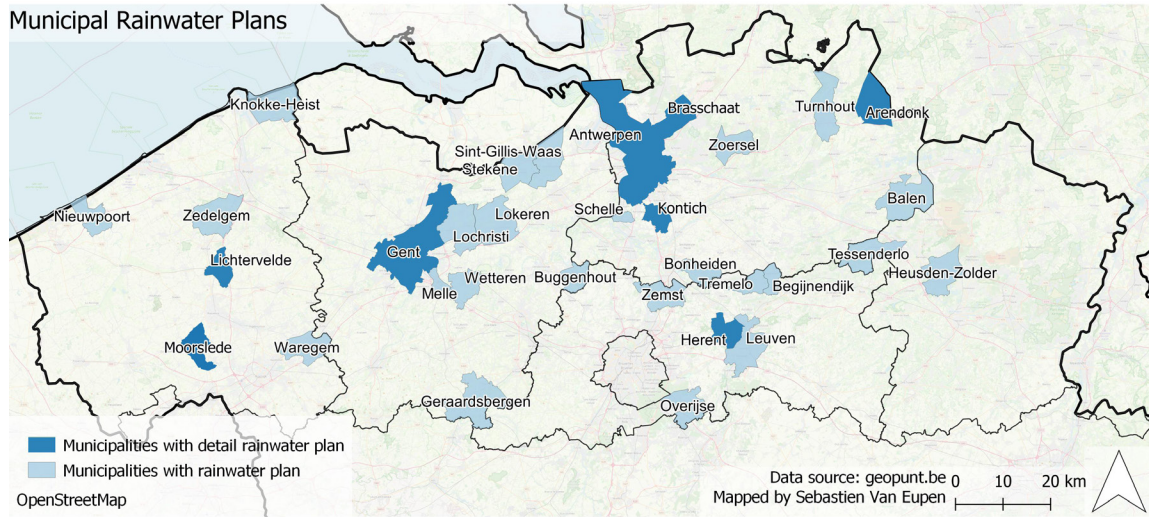 Municipal Rainwater Plans
Knokke-Heist
Brasschaat
Turnhout
Arendonk
Antwerpen
Zoersel
Sint-Gillis-Waas
Stekene
Balen
Nieuwpoort
Zedelgem
Lokeren
Schelle
Kontich
Lochristi
Gent
Lichtervelde
Tessenderlo
Bonheiden
Heusden-Zolder
Buggenhout
Wetteren
Tremelo
Begijnendijk
Melle
Zemst
Moorslede
Waregem
Herent
Leuven
Geraardsbergen
Overijse
Municipalities with detail rainwater plan
Municipalities with rainwater plan
OpenStreetMap
Data source: geopunt.be
Mapped by Sebastien Van Eupen
0 10 20 km